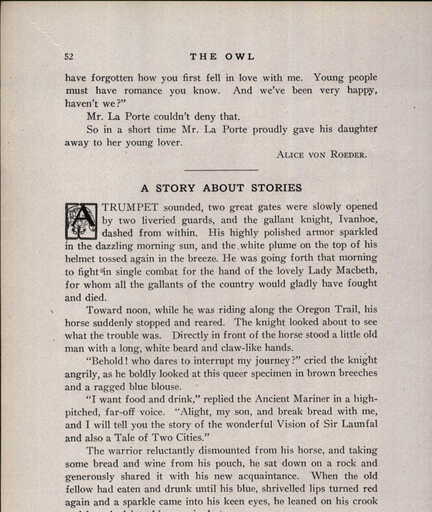 52 THE OWL
have forgotten how you first fell in love with me. Young people
must have romance you know. And we've been very happy,
haven't we?"
Mr. La Porte couldn't deny that.
So in a short time Mr. La Porte proudly gave his daughter
away to her young lover.
ALICE VON ROEDER.
A STORY ABOUT STORIES
A TRUMPET sounded, two great gates were slowly opened
by two liveried guards, and the gallant knight, Ivanhoe,
dashed from within. His highly polished armor sparkled
in the dazzling morning sun, and the white plume on the top of his
helmet tossed again in the breeze. He was going forth that morning
to fight in single combat for the hand of the lovely Lady Macbeth,
for whom all the gallants of the country would gladly have fought
and died.
Toward noon, while he was riding along the Oregon Trail, his
horse suddenly stopped and reared. The knight looked about to see
what the trouble was. Directly in front of the horse stood a little old
man with a long, white beard and claw-like hands.
"Behold! who dares to interrupt my journey?" cried the knight
angrily, as he boldly looked at this queer specimen in brown breeches
and a ragged blue blouse.
"I want food and drink," replied the Ancient Mariner in a high-
pitched, far-off voice. "Alight, my son, and break bread with me,
and I will tell you the story of the wonderful Vision of Sir Launfal
and also a Tale of Two Cities."
The warrior reluctantly dismounted from his horse, and taking
some bread and wine from his pouch, he sat down on a rock and
generously shared it with his new acquaintance. When the old
fellow had eaten and drunk until his blue, shrivelled lips turned red
again and a sparkle came into his keen eyes, he leaned on his crook